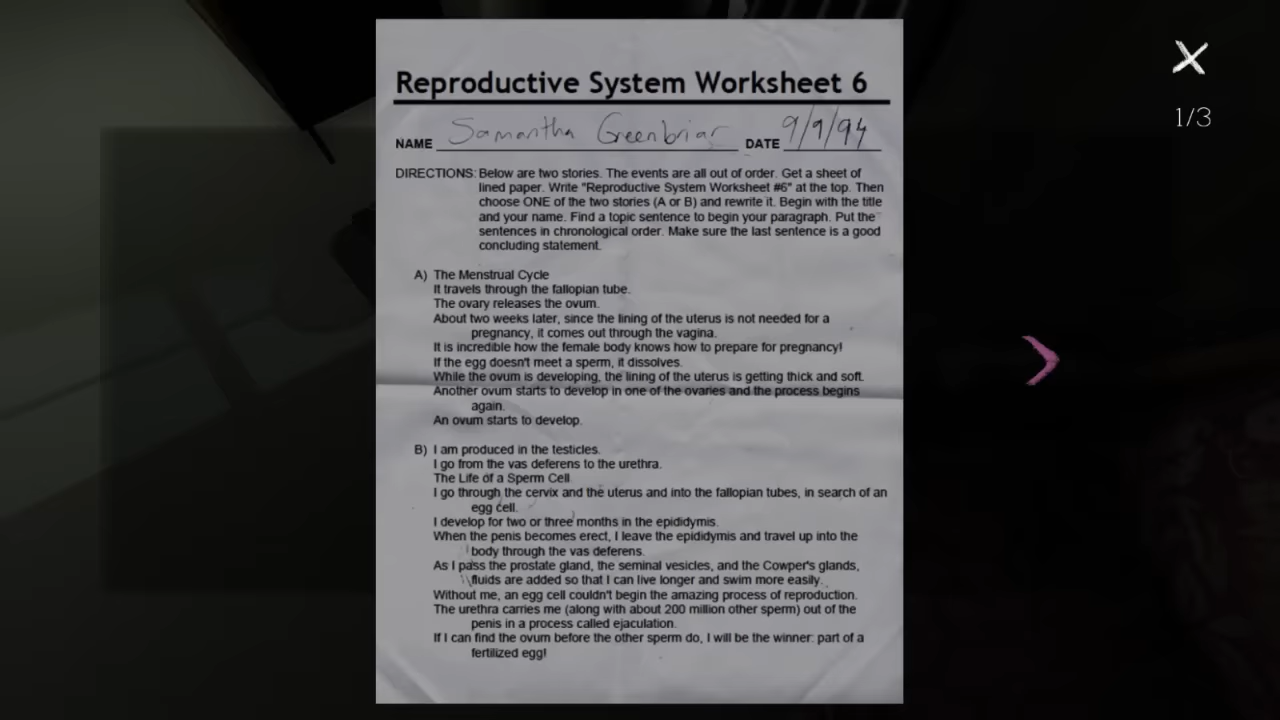 Reproductive System Worksheet 6
NAME Samantha Greenbriar DATE 9/9/94
DIRECTIONS: Below are two stories. The events are all out of order. Get a sheet of
lined paper. Write "Reproductive System Worksheet #6" at the top. Then
choose ONE of the two stories (A or B) and rewrite it. Begin with the title
and your name. Find a topic sentence to begin your paragraph. Put the
sentences in chronological order. Make sure the last sentence is a good
concluding statement.
A) The Menstrual Cycle
It travels through the fallopian tube.
The ovary releases the ovum.
About two weeks later, since the lining of the uterus is not needed for a
pregnancy, it comes out through the vagina.
It is incredible how the female body knows how to prepare for pregnancy!
If the egg doesn't meet a sperm, it dissolves.
While the ovum is developing, the lining of the uterus is getting thick and soft.
Another ovum starts to develop in one of the ovaries and the process begins
again.
An ovum starts to develop.
B) I am produced in the testicles.
I go from the vas deferens to the urethra.
The Life of a Sperm Cell
I go through the cervix and the uterus and into the fallopian tubes, in search of an
egg cell.
I develop for two or three months in the epididymis.
When the penis becomes erect, I leave the epididymis and travel up into the
body through the vas deferens.
As I pass the prostate gland, the seminal vesicles, and the Cowper's glands,
fluids are added so that I can live longer and swim more easily.
Without me, an egg cell couldn't begin the amazing process of reproduction.
The urethra carries me (along with about 200 million other sperm) out of the
penis in a process called ejaculation.
If I can find the ovum before the other sperm do, I will be the winner: part of a
fertilized egg!
1/3